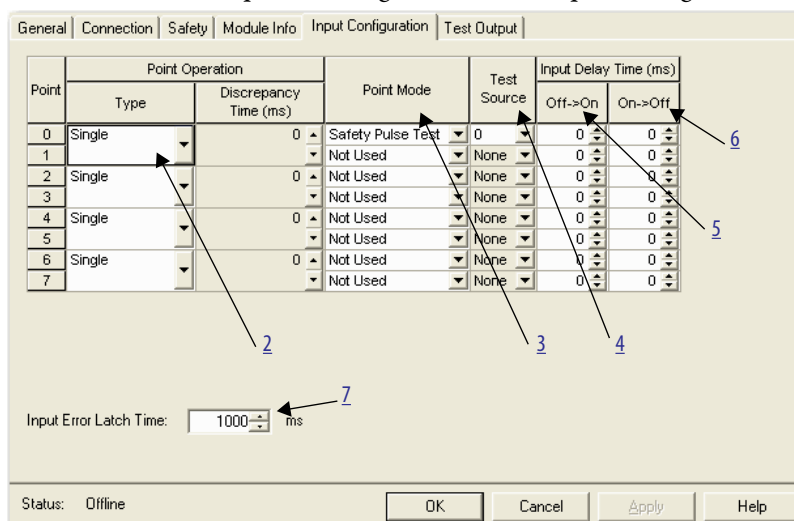 General Connection Safety Module Info Input Configuration Test Output
Point Point Operation Point Mode Test Source Input Delay Time (ms)
Type Discrepancy Time (ms) Off->On On->Off
0 Single 0 Safety Pulse Test 0 0 0
1 Not Used None 0 0
2 Single 0 Not Used None 0 0
3 Not Used None 0 0
4 Single 0 Not Used None 0 0
5 Not Used None 0 0
6 Single 0 Not Used None 0 0
7 Not Used None 0 0
6
5
2 3 4
7
Input Error Latch Time: 1000 ms
Status: Offline OK Cancel Apply Help